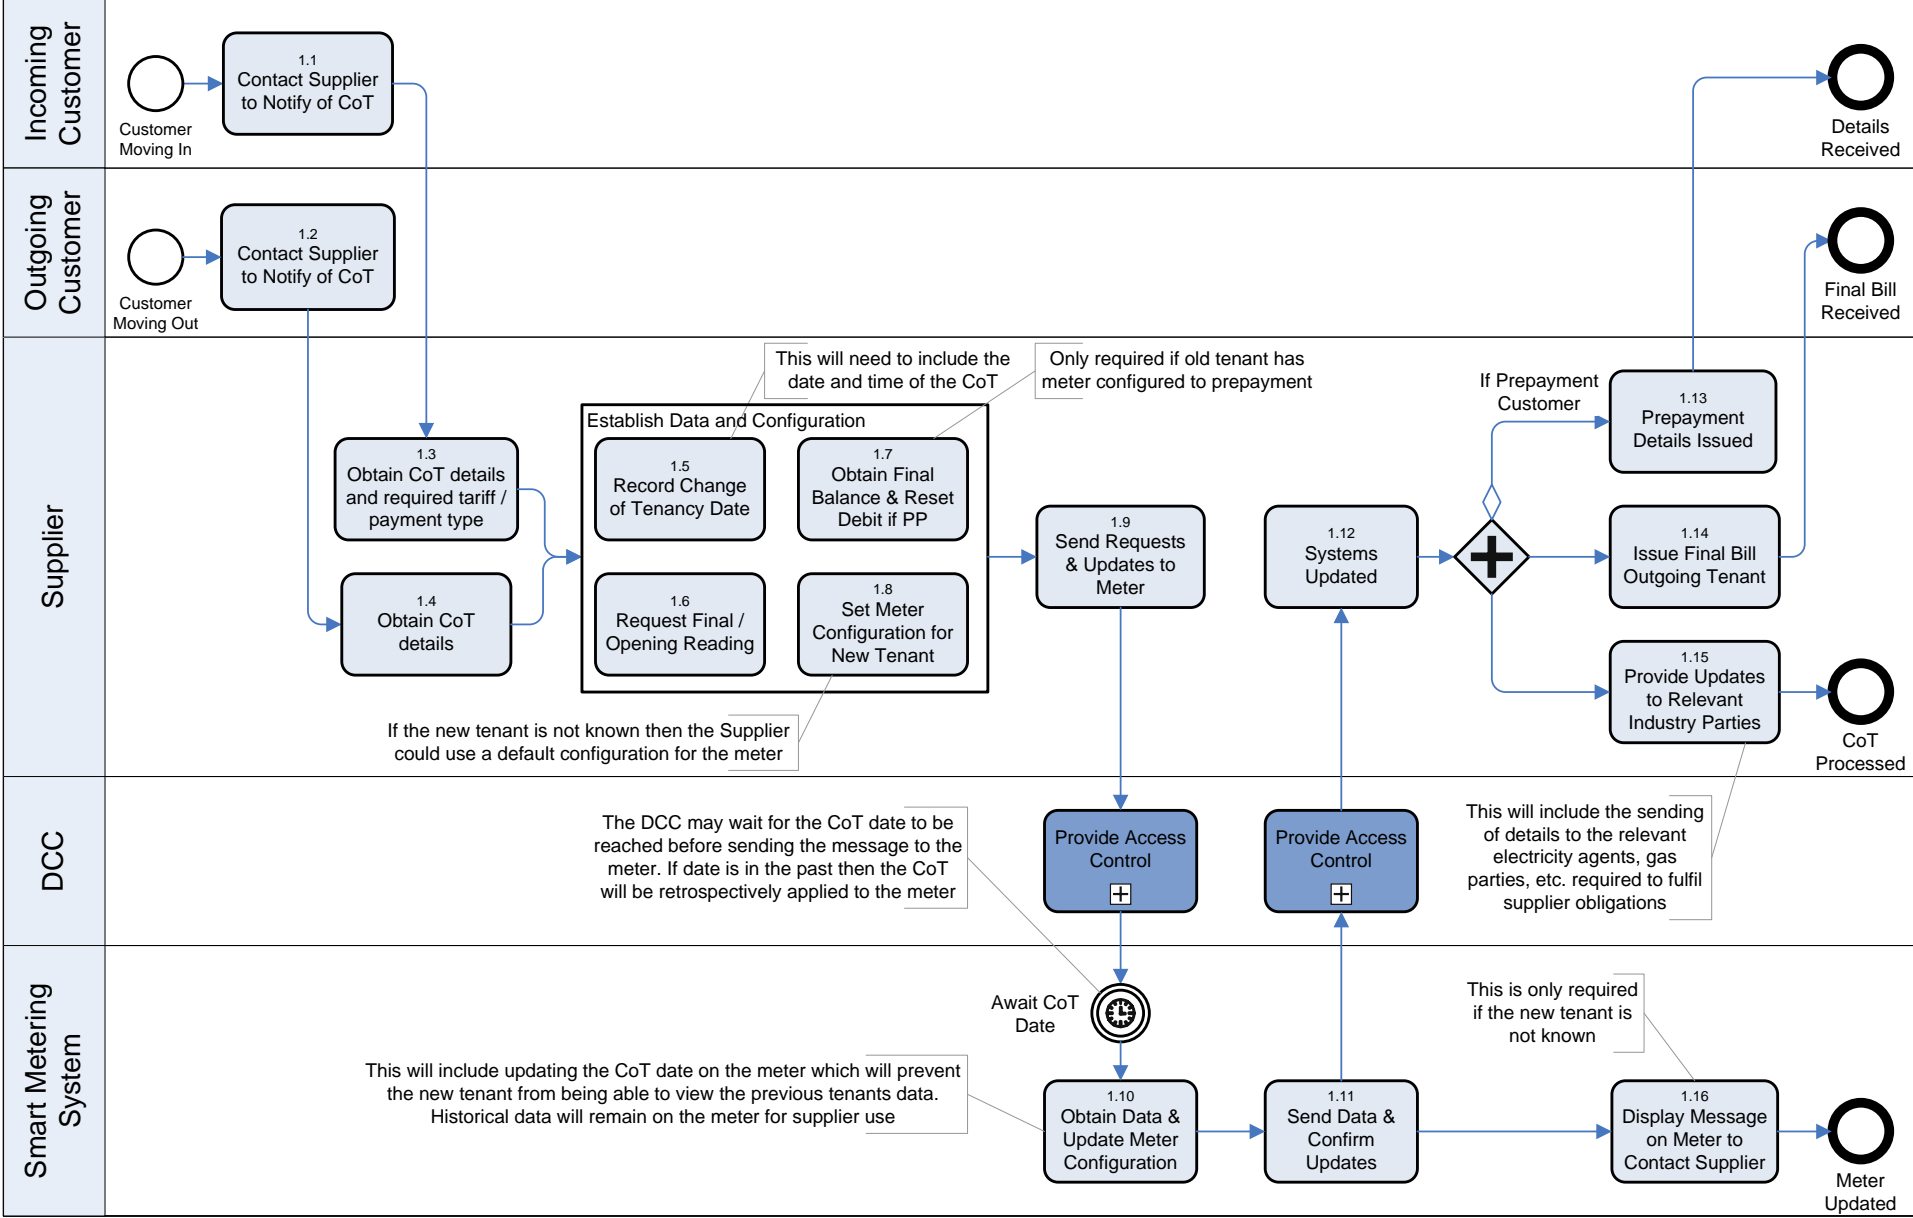 Incoming
Customer
Customer
Moving In
1.1
Contact Supplier
to Notify of CoT
Details
Received
Outgoing
Customer
Customer
Moving Out
1.2
Contact Supplier
to Notify of CoT
Final Bill
Received
Supplier
This will need to include the
date and time of the CoT
Only required if old tenant has
meter configured to prepayment
1.3
Obtain CoT details
and required tariff /
payment type
1.4
Obtain CoT
details
Establish Data and Configuration
1.5
Record Change
of Tenancy Date
1.7
Obtain Final
Balance & Reset
Debit if PP
1.6
Request Final /
Opening Reading
1.8
Set Meter
Configuration for
New Tenant
If the new tenant is not known then the Supplier
could use a default configuration for the meter
1.9
Send Requests
& Updates to
Meter
1.12
Systems
Updated
If Prepayment
Customer
1.13
Prepayment
Details Issued
1.14
Issue Final Bill
Outgoing Tenant
1.15
Provide Updates
to Relevant
Industry Parties
CoT
Processed
DCC
The DCC may wait for the CoT date to be
reached before sending the message to the
meter. If date is in the past then the CoT
will be retrospectively applied to the meter
Provide Access
Control
Provide Access
Control
This will include the sending
of details to the relevant
electricity agents, gas
parties, etc. required to fulfil
supplier obligations
Smart Metering
System
Await CoT
Date
This will include updating the CoT date on the meter which will prevent
the new tenant from being able to view the previous tenants data.
Historical data will remain on the meter for supplier use
1.10
Obtain Data &
Update Meter
Configuration
1.11
Send Data &
Confirm
Updates
This is only required
if the new tenant is
not known
1.16
Display Message
on Meter to
Contact Supplier
Meter
Updated